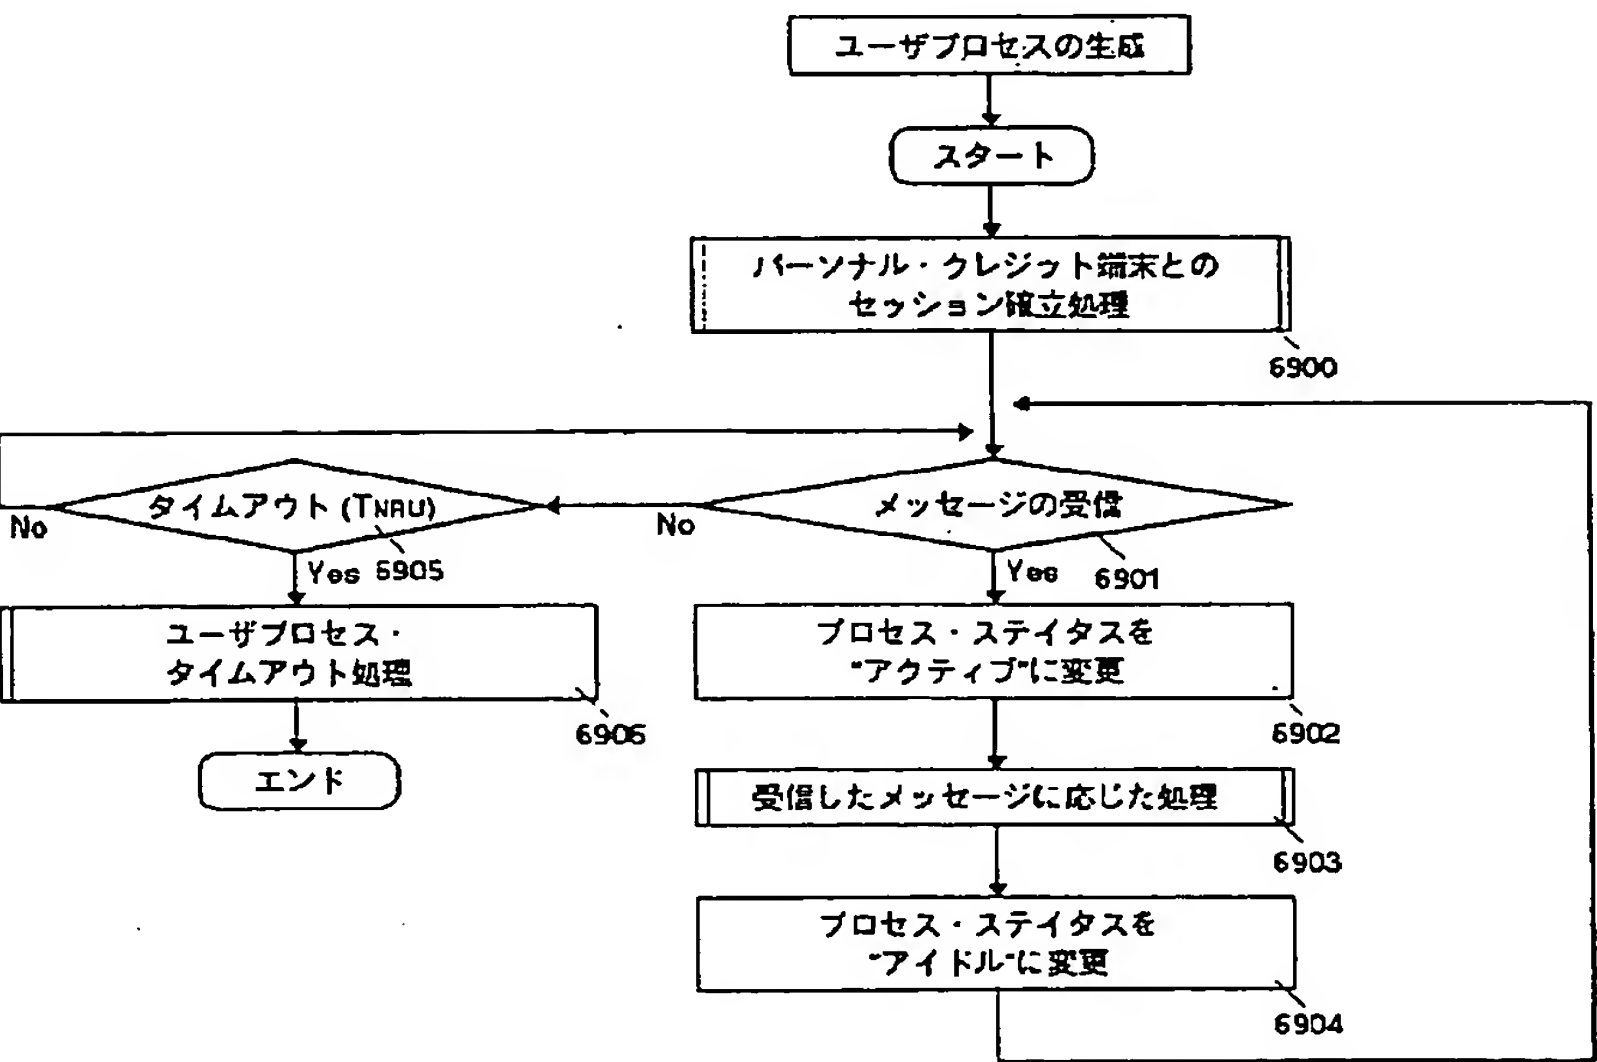 ユーザプロセスの生成
スタート
パーソナル・クレジット端末との
セッション確立処理
6900
メッセージの受信
No
Yes
6901
タイムアウト(TNAU)
No
Yes
6905
ユーザプロセス・
タイムアウト処理
6906
エンド
プロセス・ステイタスを
"アクティブ"に変更
6902
受信したメッセージに応じた処理
6903
プロセス・ステイタスを
"アイドル"に変更
6904